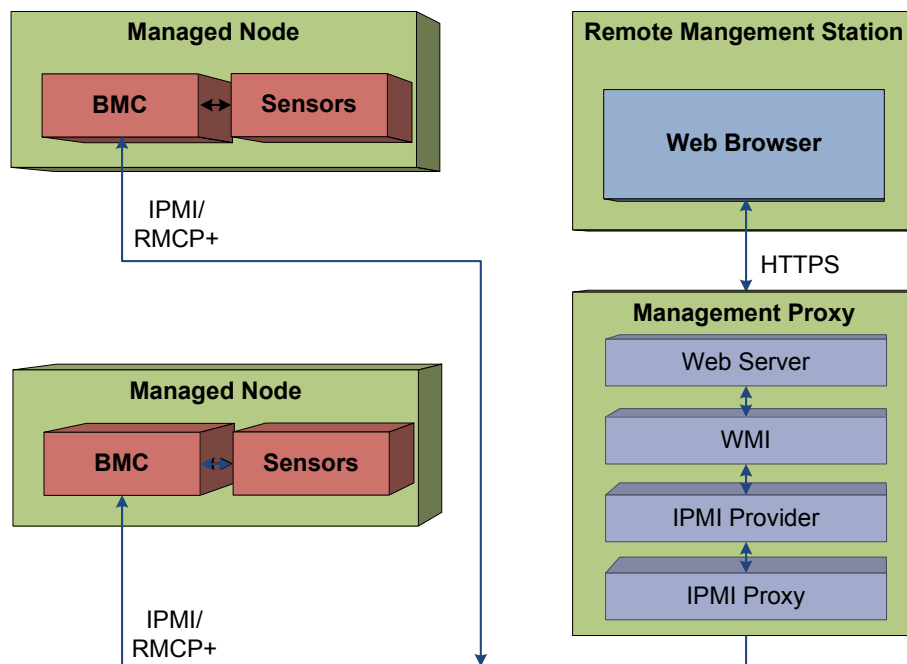 Managed Node
BMC
Sensors
IPMI/
RMCP+
Managed Node
BMC
Sensors
IPMI/
RMCP+
Remote Mangement Station
Web Browser
HTTPS
Management Proxy
Web Server
WMI
IPMI Provider
IPMI Proxy